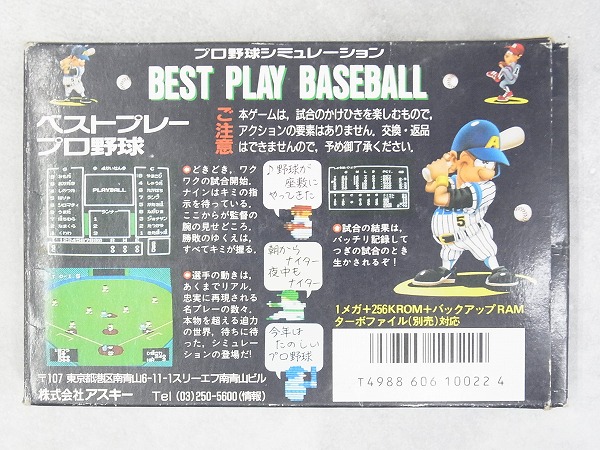 プロ野球シミュレーション
BEST PLAY BASEBALL
ベストプレー
プロ野球
ご注意
本ゲームは，試合のかけひきを楽しむもので，
アクションの要素はありません。交換・返品
はできませんので，予め御了承ください。
PLAYBALL
どきどき，ワク
ワクの試合開始。
ナインはキミの指
示を待っている。
ここからが監督の
腕の見せどころ。
勝敗のゆくえは，
すべてキミが握る。
♪野球が
座敷に
やってきた
試合の結果は，
バッチリ記録して
つぎの試合のとき
生かされるぞ！
A
5
選手の動きは，
あくまでリアル。
忠実に再現される
名プレーの数々。
本物を超える迫力
の世界。待ちに待
った，シミュレー
ションの登場だ！
朝から
ナイター
夜中も
ナイター
今年は
たのしい
プロ野球
1メガ+256KROM+バックアップRAM
ターボファイル(別売)対応
T4988 606 10022 4
〒107 東京都港区南青山6-11-1スリーエフ南青山ビル
株式会社アスキー Tel (03)250-5600(情報)